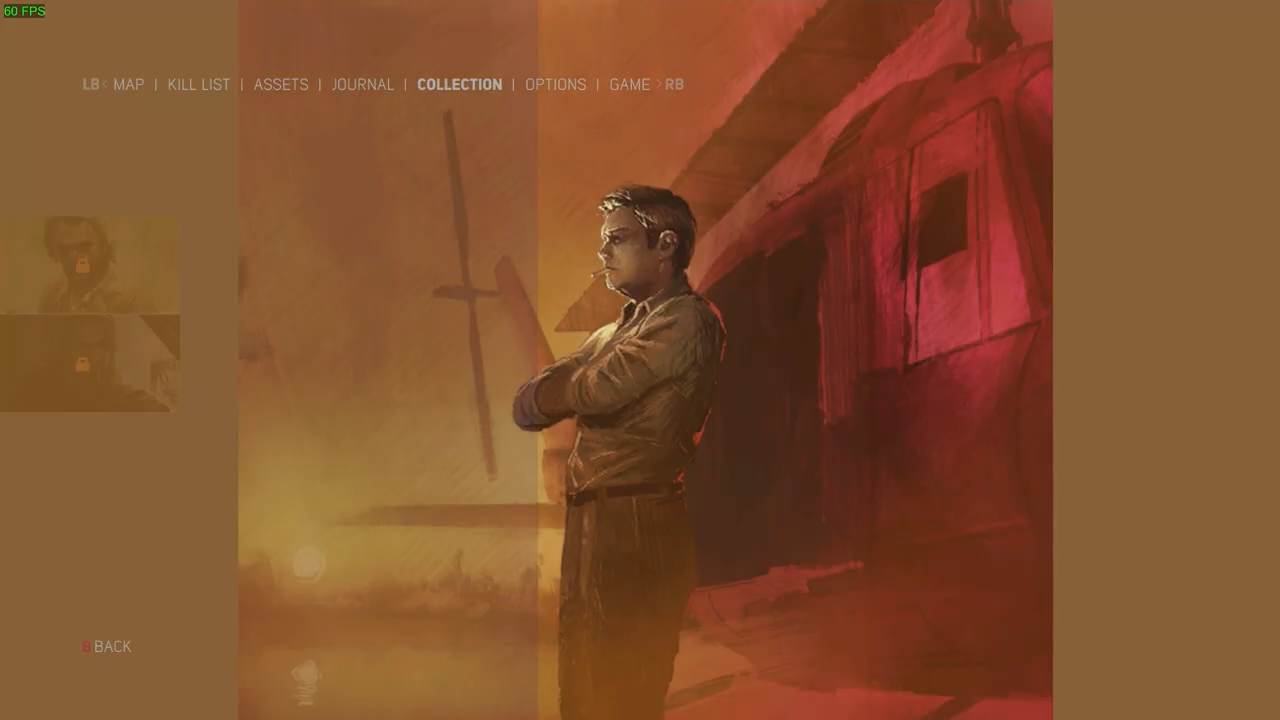 60 FPS
LB< MAP | KILL LIST | ASSETS | JOURNAL | COLLECTION | OPTIONS | GAME >RB
B BACK